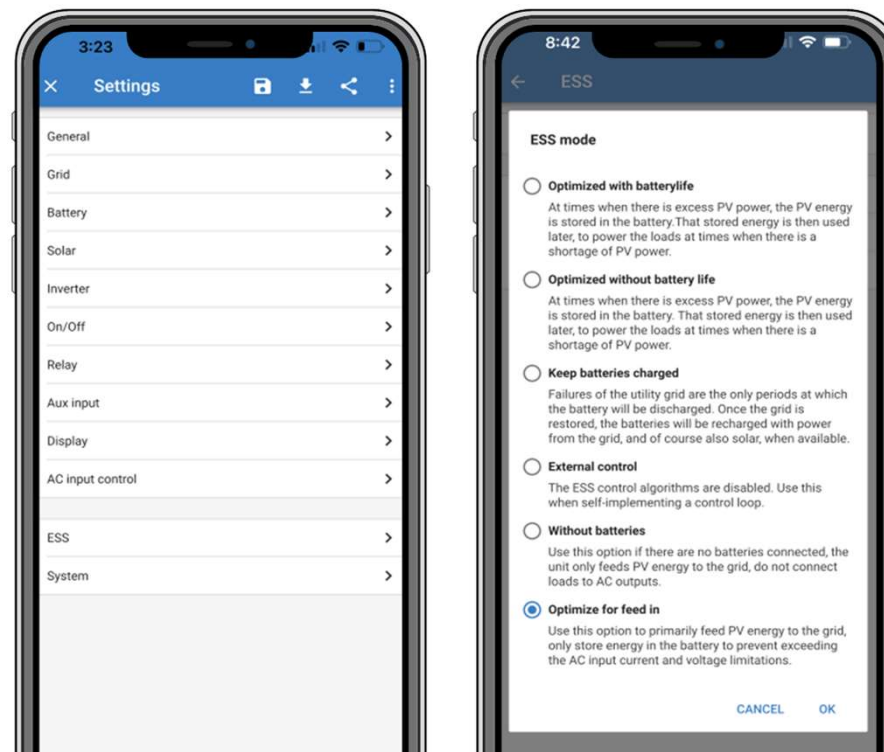 3:23
Settings
General
Grid
Battery
Solar
Inverter
On/Off
Relay
Aux input
Display
AC input control
ESS
System
8:42
ESS
ESS mode
Optimized with batterylife
At times when there is excess PV power, the PV energy
is stored in the battery.That stored energy is then used
later, to power the loads at times when there is a
shortage of PV power.
Optimized without battery life
At times when there is excess PV power, the PV energy
is stored in the battery. That stored energy is then used
later, to power the loads at times when there is a
shortage of PV power.
Keep batteries charged
Failures of the utility grid are the only periods at which
the battery will be discharged. Once the grid is
restored, the batteries will be recharged with power
from the grid, and of course also solar, when available.
External control
The ESS control algorithms are disabled. Use this
when self-implementing a control loop.
Without batteries
Use this option if there are no batteries connected, the
unit only feeds PV energy to the grid, do not connect
loads to AC outputs.
Optimize for feed in
Use this option to primarily feed PV energy to the grid,
only store energy in the battery to prevent exceeding
the AC input current and voltage limitations.
CANCEL OK